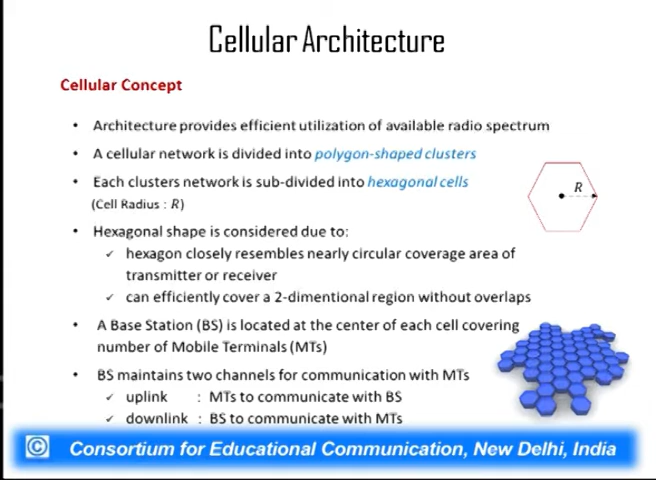 Cellular Architecture
Cellular Concept
• Architecture provides efficient utilization of available radio spectrum
• A cellular network is divided into polygon-shaped clusters
• Each clusters network is sub-divided into hexagonal cells
(Cell Radius : R)
R
• Hexagonal shape is considered due to:
✓ hexagon closely resembles nearly circular coverage area of
transmitter or receiver
✓ can efficiently cover a 2-dimentional region without overlaps
• A Base Station (BS) is located at the center of each cell covering
number of Mobile Terminals (MTs)
• BS maintains two channels for communication with MTs
✓ uplink : MTs to communicate with BS
✓ downlink : BS to communicate with MTs
© Consortium for Educational Communication, New Delhi, India